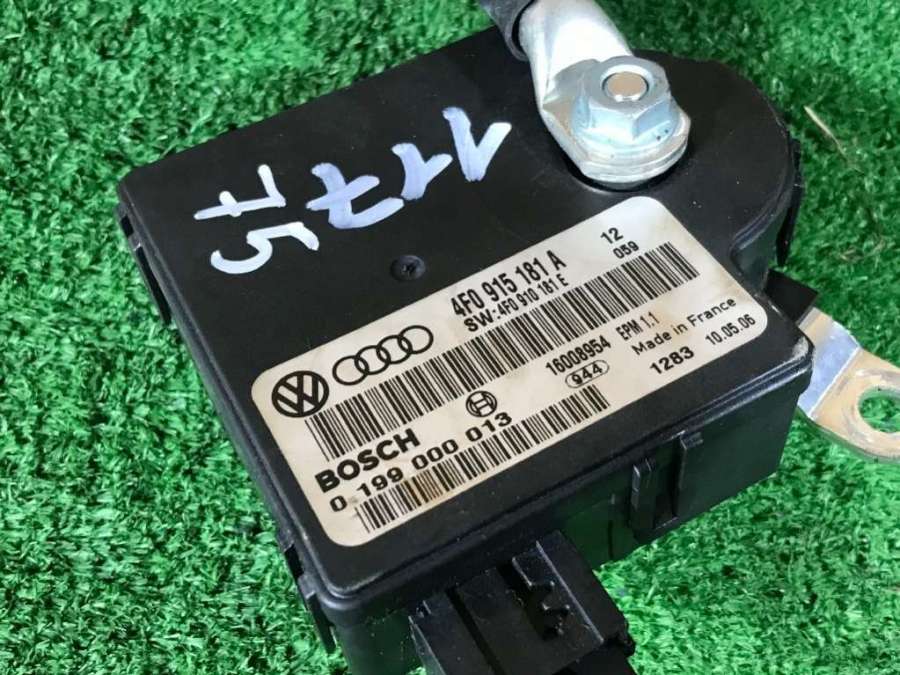 1175
75
4F0 915 181 A
SW:4F0 910 181 E
12
059
16008954 EPM 1.1
944
Made in France
1283 10.05.06
BOSCH
0 199 000 013